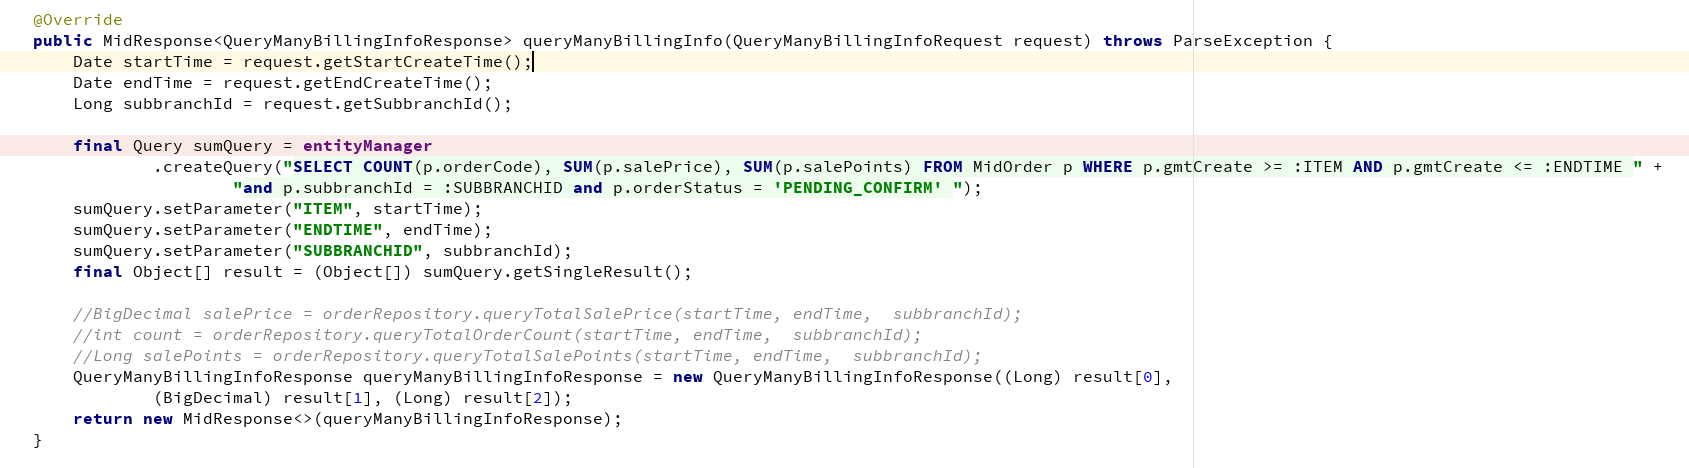 @Override
public MidResponse<QueryManyBillingInfoResponse> queryManyBillingInfo(QueryManyBillingInfoRequest request) throws ParseException {
    Date startTime = request.getStartCreateTime();
    Date endTime = request.getEndCreateTime();
    Long subbranchId = request.getSubbranchId();

    final Query sumQuery = entityManager
            .createQuery("SELECT COUNT(p.orderCode), SUM(p.salePrice), SUM(p.salePoints) FROM MidOrder p WHERE p.gmtCreate >= :ITEM AND p.gmtCreate <= :ENDTIME " +
                    "and p.subbranchId = :SUBBRANCHID and p.orderStatus = 'PENDING_CONFIRM' ");
    sumQuery.setParameter("ITEM", startTime);
    sumQuery.setParameter("ENDTIME", endTime);
    sumQuery.setParameter("SUBBRANCHID", subbranchId);
    final Object[] result = (Object[]) sumQuery.getSingleResult();

    //BigDecimal salePrice = orderRepository.queryTotalSalePrice(startTime, endTime,  subbranchId);
    //int count = orderRepository.queryTotalOrderCount(startTime, endTime,  subbranchId);
    //Long salePoints = orderRepository.queryTotalSalePoints(startTime, endTime,  subbranchId);
    QueryManyBillingInfoResponse queryManyBillingInfoResponse = new QueryManyBillingInfoResponse((Long) result[0],
            (BigDecimal) result[1], (Long) result[2]);
    return new MidResponse<>(queryManyBillingInfoResponse);
}